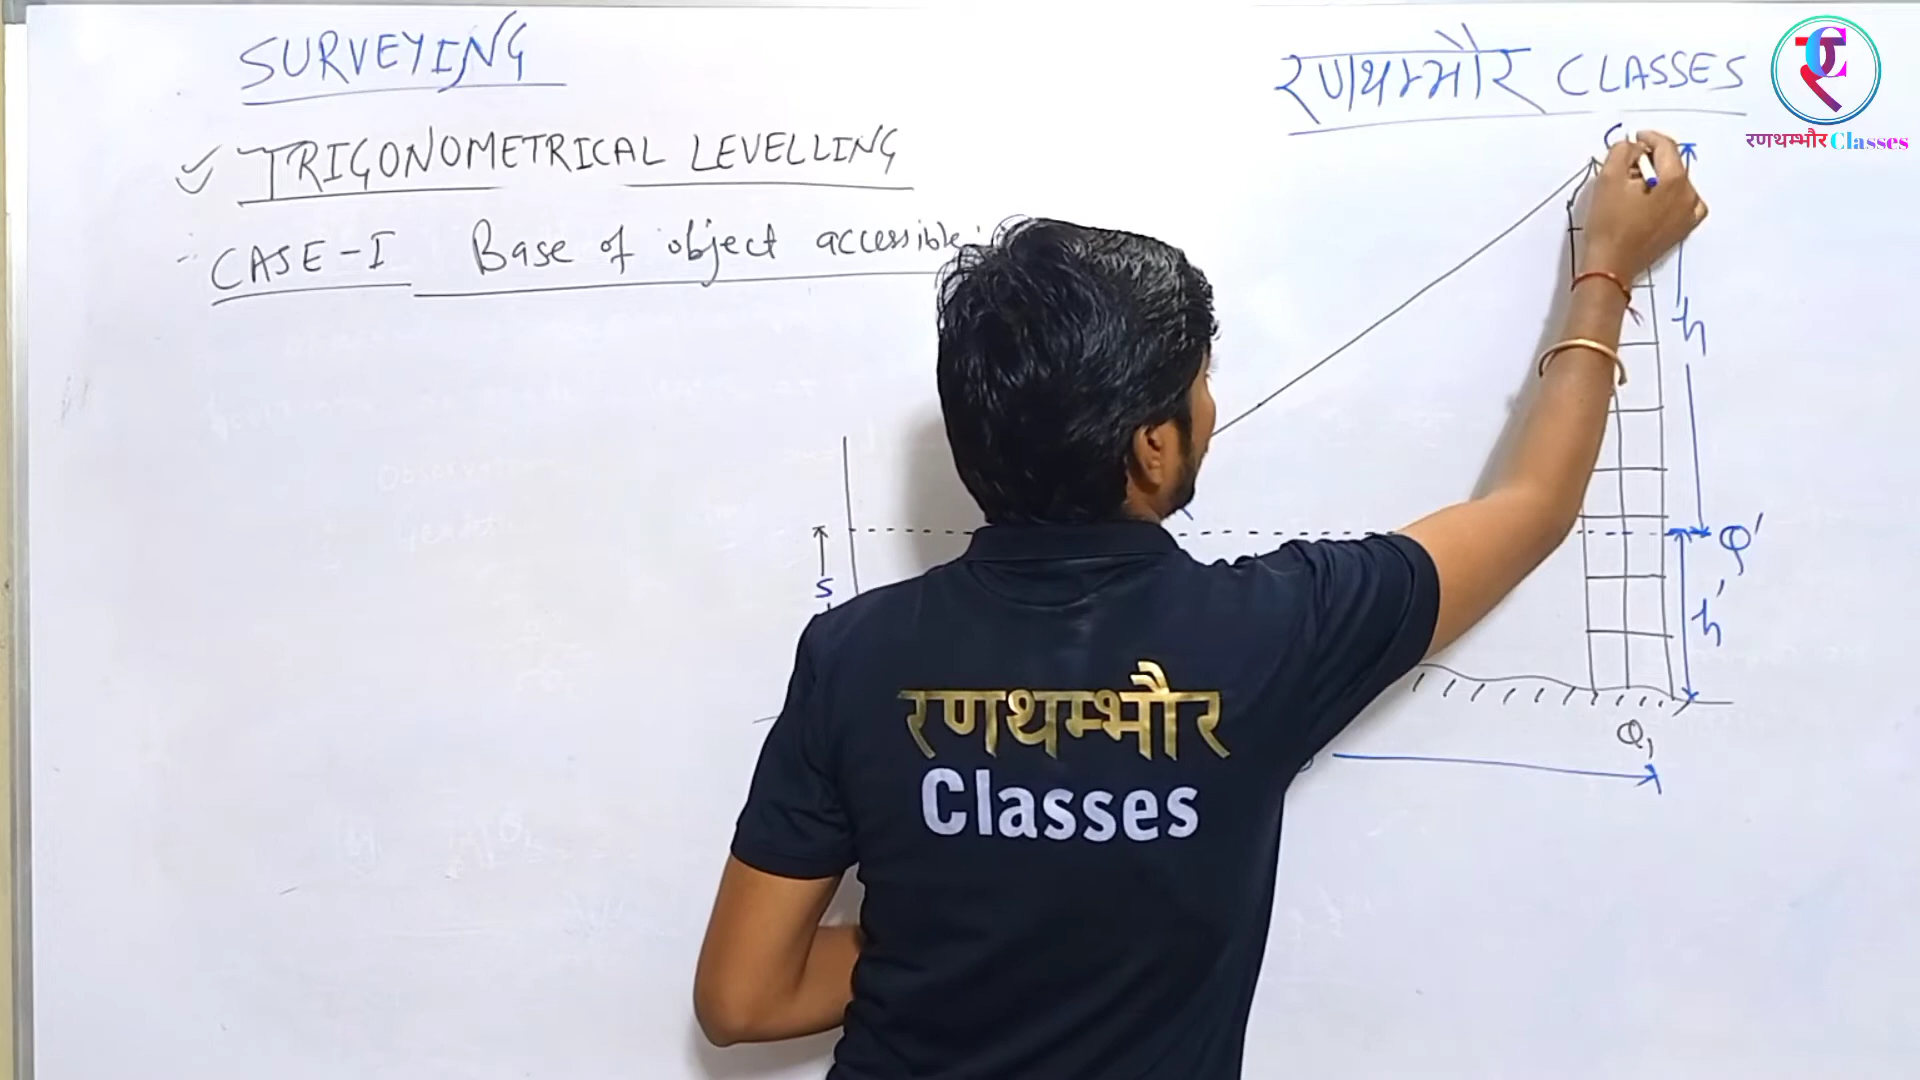 SURVEYING
रणथम्भौर CLASSES
रणथम्भौर Classes
TRIGONOMETRICAL LEVELLING
CASE-I Base of object accessible
h
Q'
S
h'
Q1
रणथम्भौर
Classes